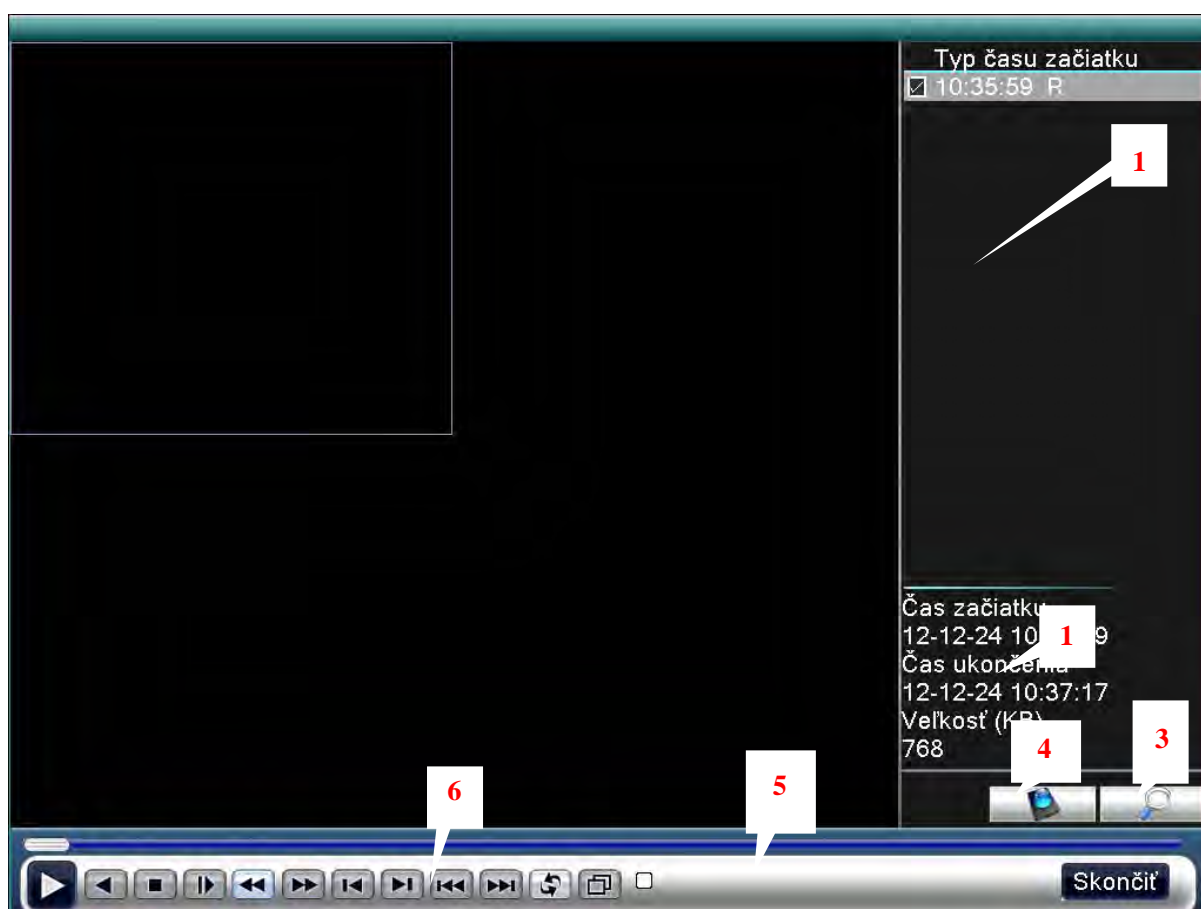 Typ času začiatku
10:35:59 R
1
Čas začiatku
12-12-24 10 9
1
Čas ukončenia
12-12-24 10:37:17
Veľkosť (KB)
768
4
3
6
5
Skončiť